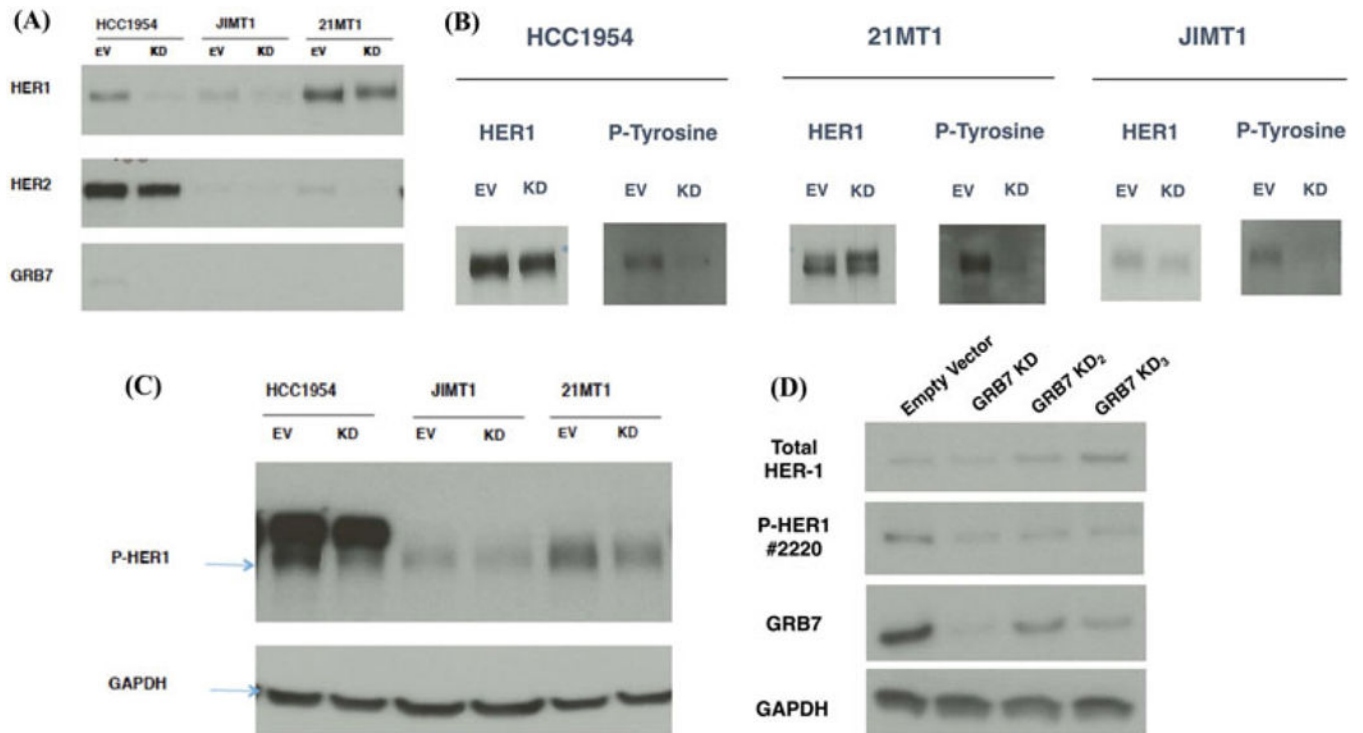 (A)
HCC1954 JIMT1 21MT1
EV KD EV KD EV KD
HER1
HER2
GRB7
(B)
HCC1954 21MT1 JIMT1
HER1 P-Tyrosine HER1 P-Tyrosine HER1 P-Tyrosine
EV KD EV KD EV KD EV KD EV KD EV KD
(C)
HCC1954 JIMT1 21MT1
EV KD EV KD EV KD
P-HER1
GAPDH
(D)
Empty Vector GRB7 KD GRB7 KD₂ GRB7 KD₃
Total
HER-1
P-HER1
#2220
GRB7
GAPDH